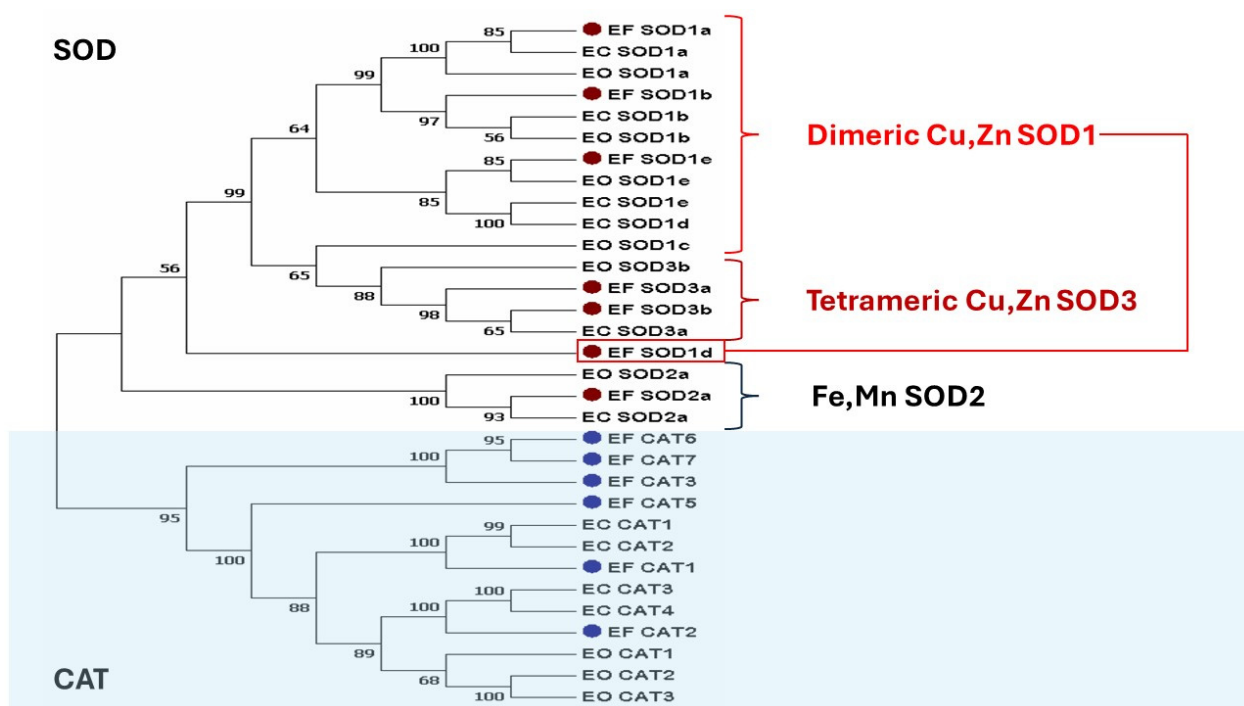 SOD
85
EF SOD1a
100
EC SOD1a
EO SOD1a
99
EF SOD1b
97
EC SOD1b
56
EO SOD1b
64
85
EF SOD1e
EO SOD1e
85
EC SOD1e
100
EC SOD1d
99
EO SOD1c
65
EO SOD3b
88
EF SOD3a
98
EF SOD3b
65
EC SOD3a
56
EF SOD1d
EO SOD2a
100
EF SOD2a
93
EC SOD2a
Dimeric Cu,Zn SOD1
Tetrameric Cu,Zn SOD3
Fe,Mn SOD2
95
EF CAT6
100
EF CAT7
EF CAT3
95
EF CAT5
100
99
EC CAT1
100
EC CAT2
EF CAT1
88
100
EC CAT3
100
EC CAT4
EF CAT2
89
EO CAT1
68
EO CAT2
100
EO CAT3
CAT